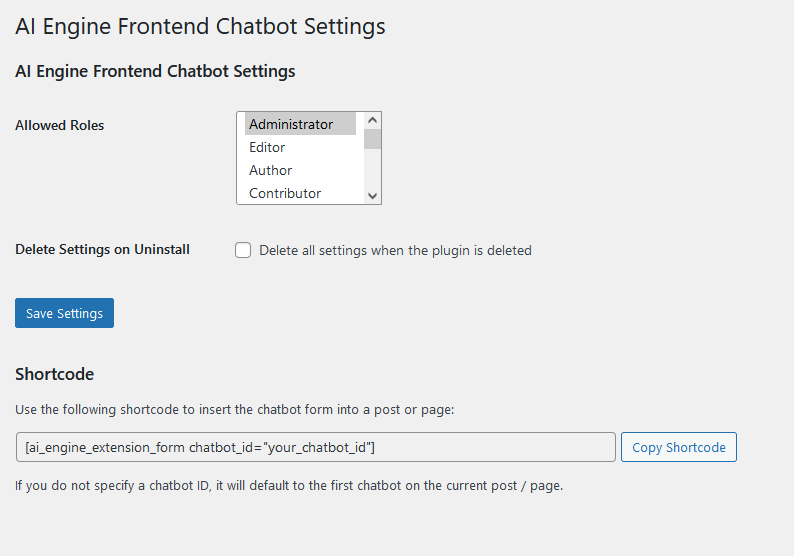 AI Engine Frontend Chatbot Settings
AI Engine Frontend Chatbot Settings
Allowed Roles
Administrator
Editor
Author
Contributor
Delete Settings on Uninstall
Delete all settings when the plugin is deleted
Save Settings
Shortcode
Use the following shortcode to insert the chatbot form into a post or page:
[ai_engine_extension_form chatbot_id="your_chatbot_id"]
Copy Shortcode
If you do not specify a chatbot ID, it will default to the first chatbot on the current post / page.